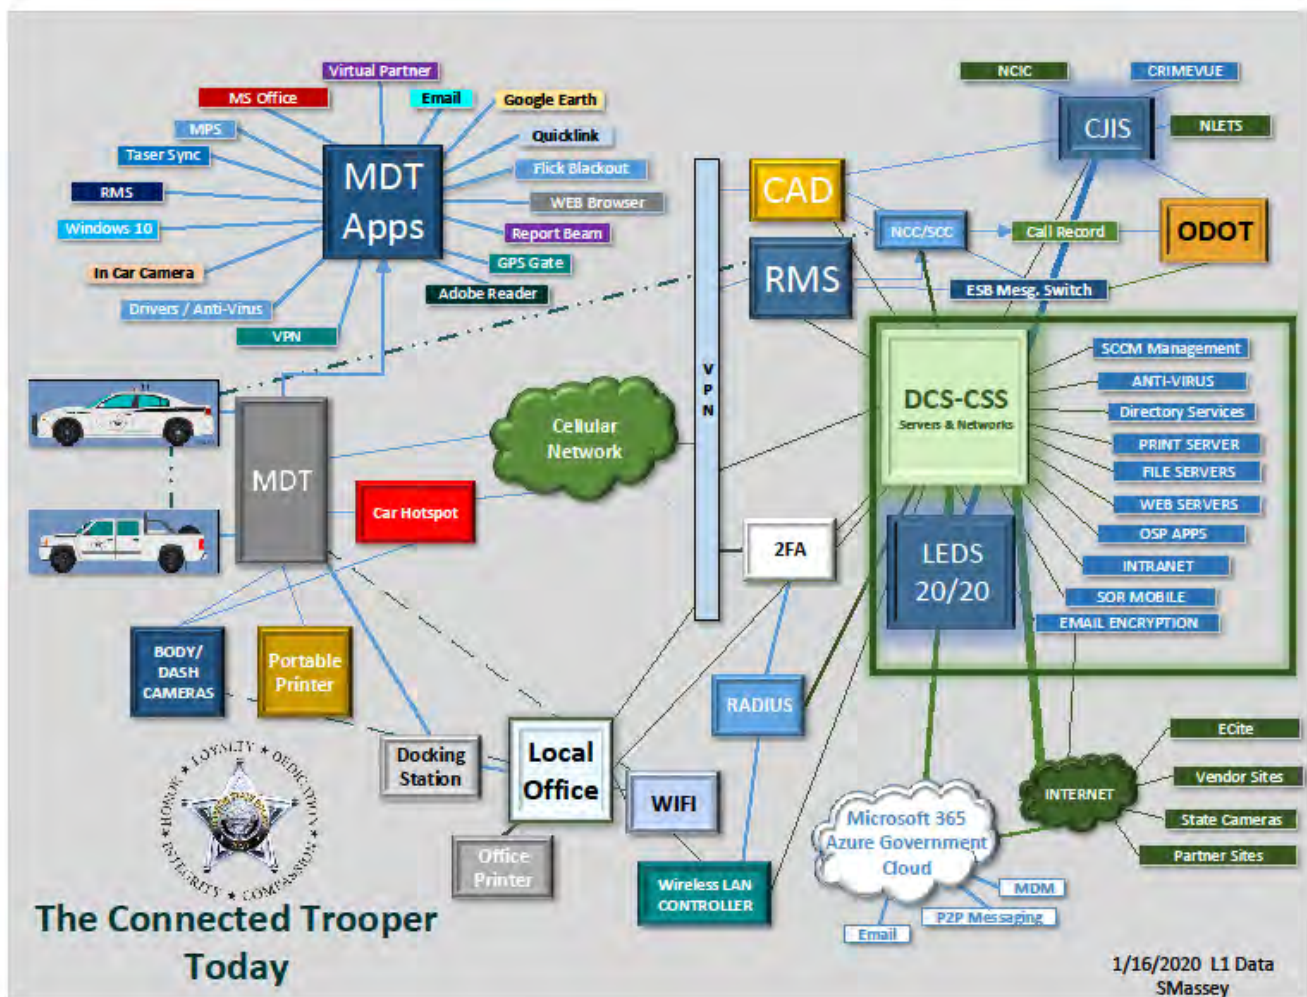 Virtual Partner
MS Office
Email
Google Earth
MPS
Quicklink
Taser Sync
Flick Blackout
RMS
WEB Browser
Windows 10
Report Beam
In Car Camera
GPS Gate
Drivers / Anti-Virus
Adobe Reader
VPN
MDT
Apps
NCIC
CRIMEVUE
CJIS
NLETS
CAD
NCC/SCC
Call Record
ODOT
RMS
ESB Mesg. Switch
VPN
DCS-CSS
Servers & Networks
SCCM Management
ANTI-VIRUS
Directory Services
PRINT SERVER
FILE SERVERS
WEB SERVERS
OSP APPS
INTRANET
SOR MOBILE
EMAIL ENCRYPTION
LEDS
20/20
Cellular
Network
MDT
Car Hotspot
2FA
BODY/
DASH
CAMERAS
Portable
Printer
RADIUS
Docking
Station
Local
Office
WIFI
Office
Printer
Wireless LAN
CONTROLLER
Microsoft 365
Azure Government
Cloud
MDM
P2P Messaging
Email
INTERNET
ECite
Vendor Sites
State Cameras
Partner Sites
HONOR ★ LOYALTY ★ DEDICATION
INTEGRITY ★ COMPASSION
The Connected Trooper
Today
1/16/2020 L1 Data
SMassey